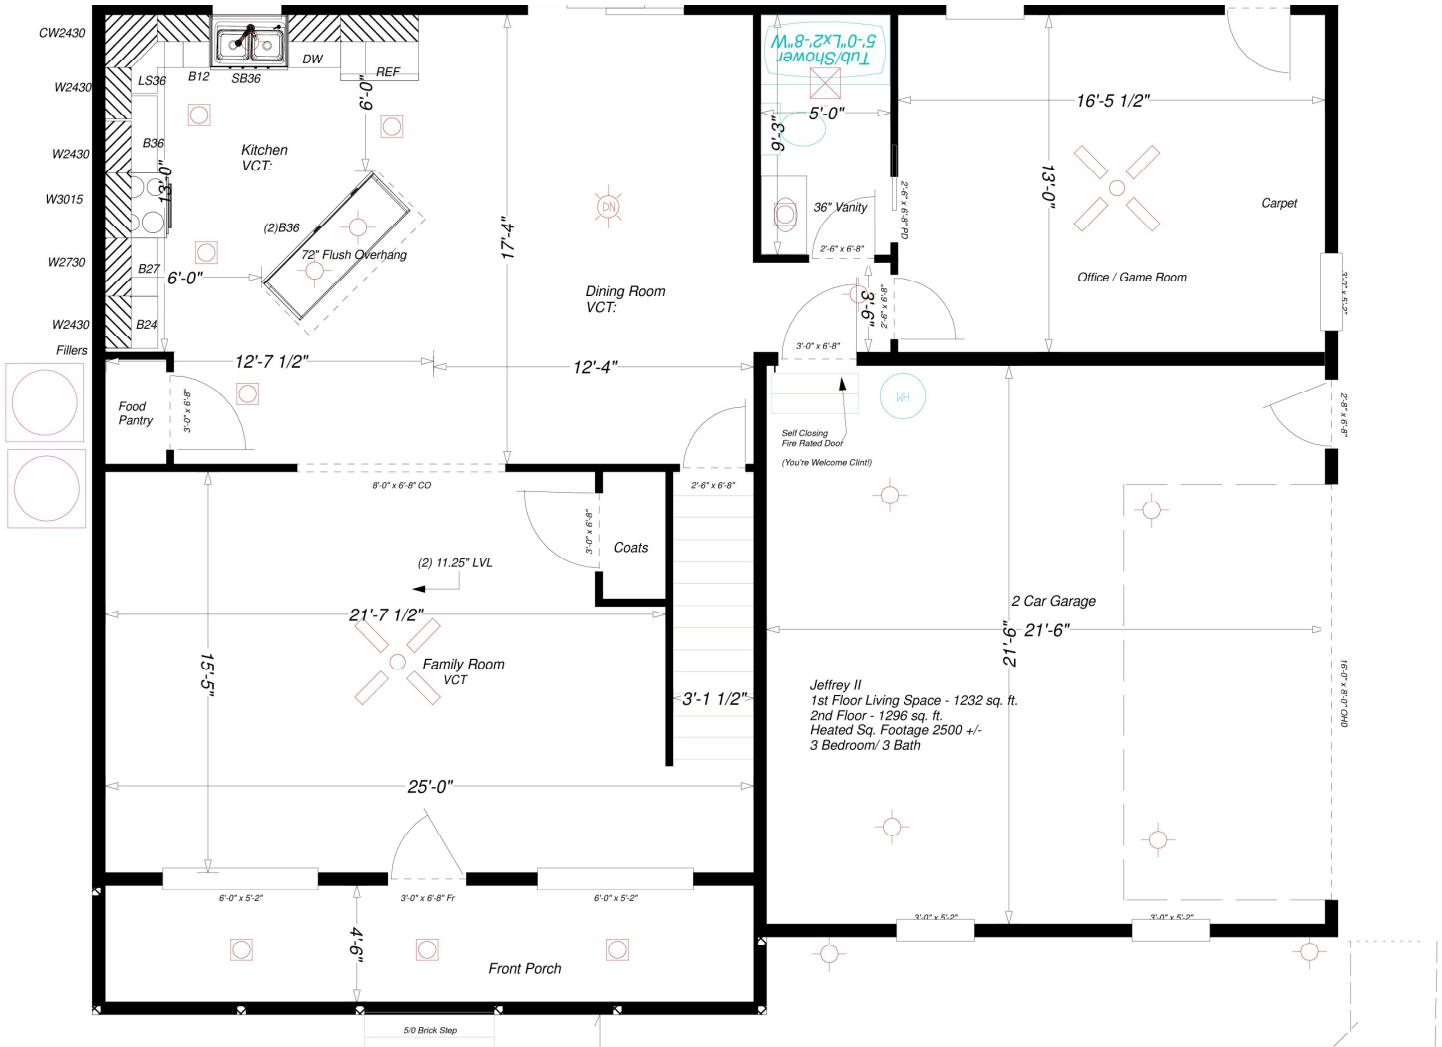 CW2430
W2430
W2430
W3015
W2730
W2430
Fillers
LS36
B12
SB36
DW
REF
B36
13'-0"
B27
B24
6'-0"
Kitchen
VCT:
6'-0"
(2)B36
72" Flush Overhang
17'-4"
DN
Dining Room
VCT:
12'-7 1/2"
12'-4"
Tub/Shower
5'-0"Lx2'-8"W
5'-0"
9'-3"
36" Vanity
2'-6" x 6'-8" PD
2'-6" x 6'-8"
3'-6"
2'-6" x 6'-8"
3'-0" x 6'-8"
16'-5 1/2"
13'-0"
Carpet
Office / Game Room
3'-0" x 5'-2"
Food
Pantry
3'-0" x 6'-8"
8'-0" x 6'-8" CO
2'-6" x 6'-8"
3'-0" x 6'-8"
Coats
(2) 11.25" LVL
21'-7 1/2"
15'-5"
Family Room
VCT
3'-1 1/2"
25'-0"
Self Closing
Fire Rated Door
(You're Welcome Clint!)
WH
2'-8" x 6'-8"
2 Car Garage
21'-6"
21'-6"
16'-0" x 8'-0" OHD
Jeffrey II
1st Floor Living Space - 1232 sq. ft.
2nd Floor - 1296 sq. ft.
Heated Sq. Footage 2500 +/-
3 Bedroom/ 3 Bath
6'-0" x 5'-2"
3'-0" x 6'-8" Fr
6'-0" x 5'-2"
3'-0" x 5'-2"
3'-0" x 5'-2"
4'-6"
Front Porch
5/0 Brick Step